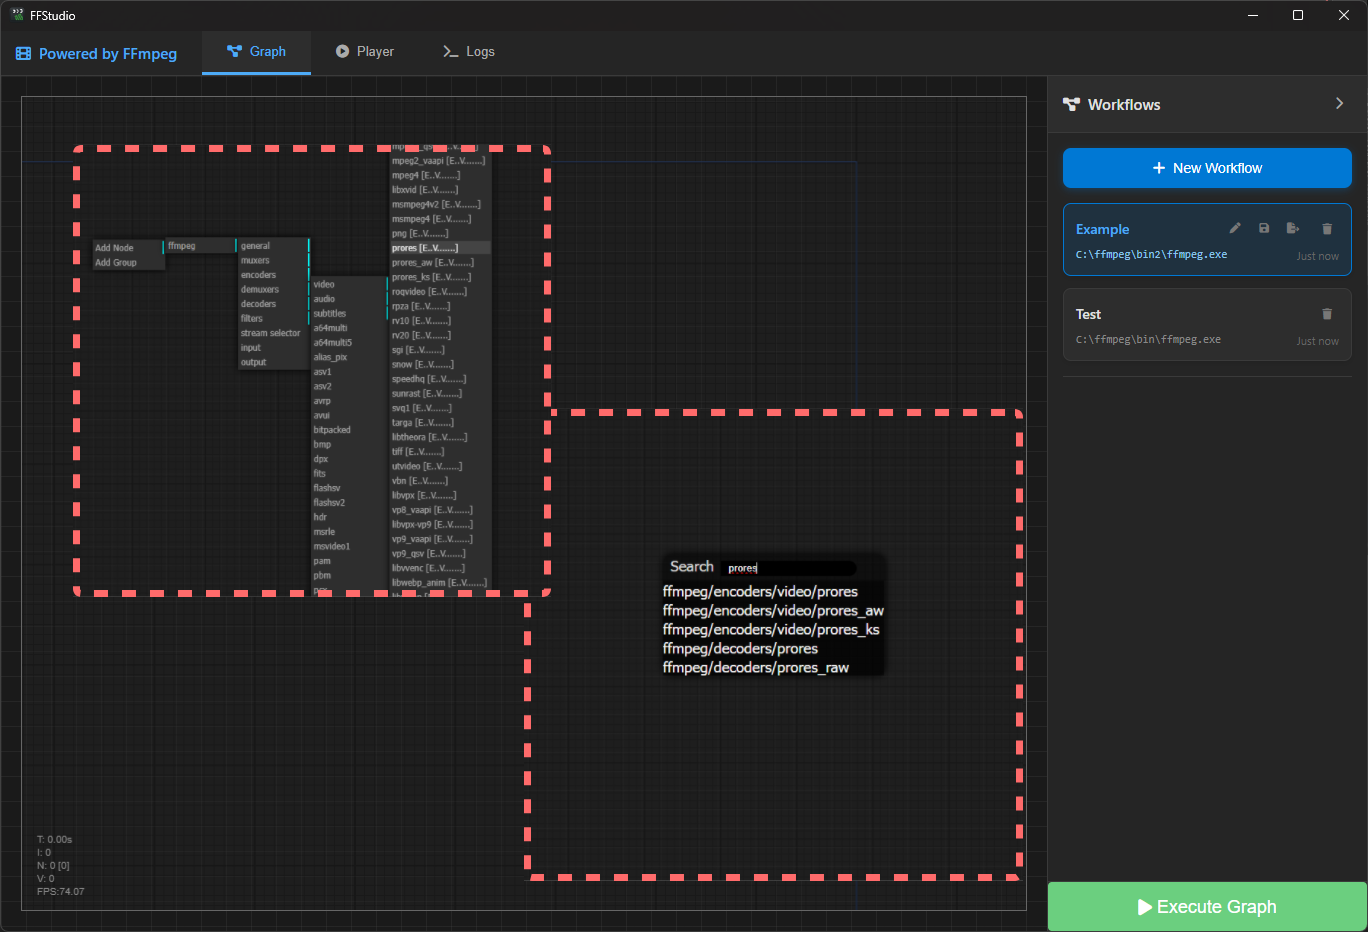 FFStudio
Powered by FFmpeg
Graph
Player
Logs
Workflows
New Workflow
Example
C:\ffmpeg\bin2\ffmpeg.exe
Just now
Test
C:\ffmpeg\bin\ffmpeg.exe
Just now
Add Node
Add Group
ffmpeg
general
muxers
encoders
demuxers
decoders
filters
stream selector
input
output
video
audio
subtitles
a64multi
a64multi5
alias_pix
asv1
asv2
avrp
avui
bitpacked
bmp
dpx
fits
flashsv
flashsv2
hdr
msrle
msvideo1
pam
pbm
mpeg2_vaapi [E..V.......]
mpeg4 [E..V.......]
libxvid [E..V.......]
msmpeg4v2 [E..V.......]
msmpeg4 [E..V.......]
png [E..V.......]
prores [E..V.......]
prores_aw [E..V.......]
prores_ks [E..V.......]
roqvideo [E..V.......]
rpza [E..V.......]
rv10 [E..V.......]
rv20 [E..V.......]
sgi [E..V.......]
snow [E..V.......]
speedhq [E..V.......]
sunrast [E..V.......]
svq1 [E..V.......]
targa [E..V.......]
libtheora [E..V.......]
tiff [E..V.......]
utvideo [E..V.......]
vbn [E..V.......]
libvpx [E..V.......]
vp8_vaapi [E..V.......]
libvpx-vp9 [E..V.......]
vp9_vaapi [E..V.......]
vp9_qsv [E..V.......]
libvvenc [E..V.......]
libwebp_anim [E..V.......]
Search prores
ffmpeg/encoders/video/prores
ffmpeg/encoders/video/prores_aw
ffmpeg/encoders/video/prores_ks
ffmpeg/decoders/prores
ffmpeg/decoders/prores_raw
T: 0.00s
I: 0
N: 0 [0]
V: 0
FPS:74.07
Execute Graph